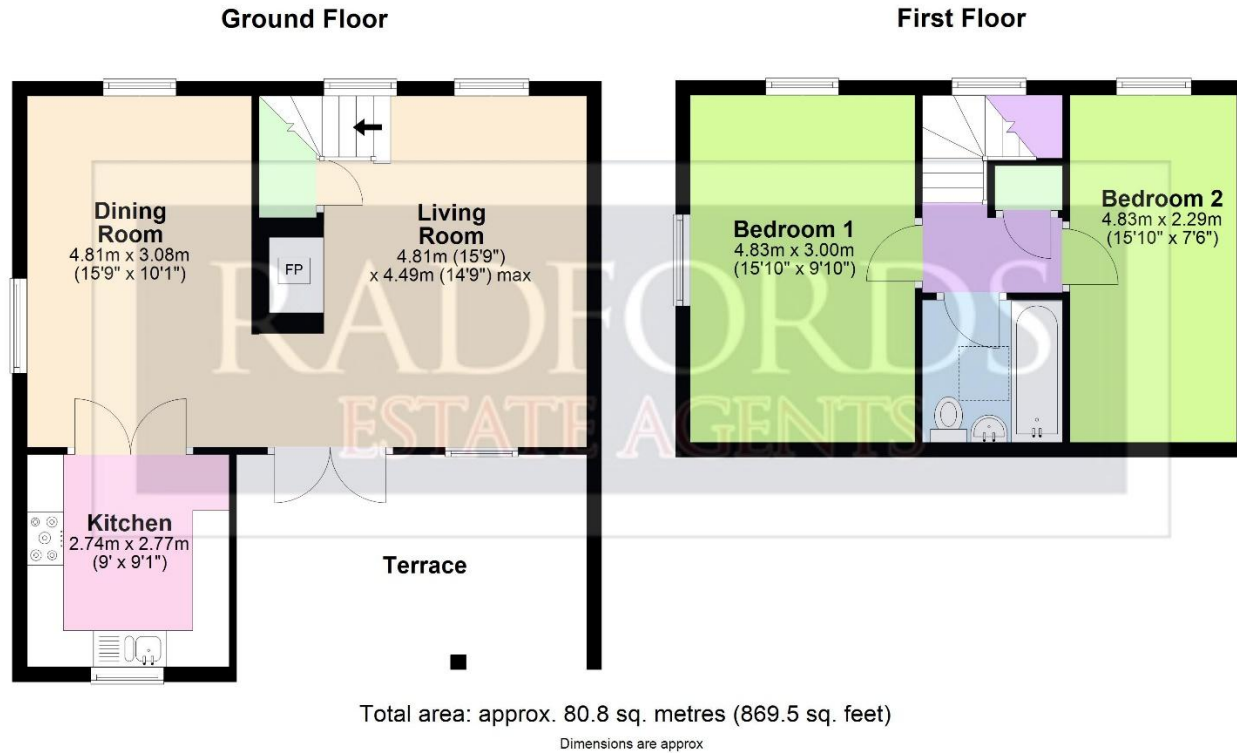 Ground Floor
Dining
Room
4.81m x 3.08m
(15'9" x 10'1")
Living
Room
4.81m (15'9")
x 4.49m (14'9") max
FP
Kitchen
2.74m x 2.77m
(9' x 9'1")
Terrace
First Floor
Bedroom 1
4.83m x 3.00m
(15'10" x 9'10")
Bedroom 2
4.83m x 2.29m
(15'10" x 7'6")
RADFORDS
ESTATE AGENTS
Total area: approx. 80.8 sq. metres (869.5 sq. feet)
Dimensions are approx